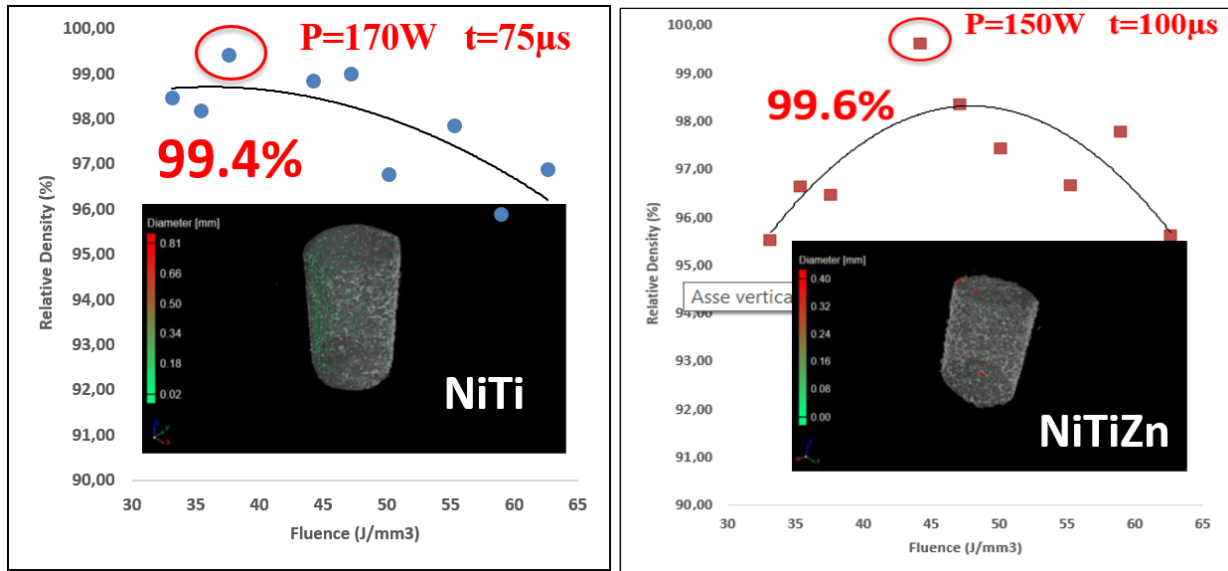 100,00
99,00
98,00
97,00
96,00
95,00
94,00
93,00
92,00
91,00
90,00
Relative Density (%)
P=170W t=75μs
99.4%
Diameter [mm]
0.81
0.66
0.50
0.34
0.18
0.02
NiTi
30 35 40 45 50 55 60 65
Fluence (J/mm3)
100,00
99,00
98,00
97,00
96,00
95,00
94,00
93,00
92,00
91,00
90,00
Relative Density (%)
P=150W t=100μs
99.6%
Asse vertica
Diameter [mm]
0.40
0.32
0.24
0.16
0.08
0.00
NiTiZn
30 35 40 45 50 55 60 65
Fluence (J/mm3)